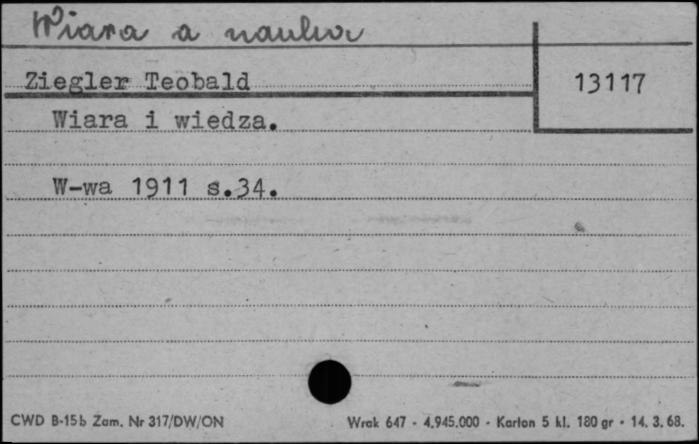 Wiara a nauka
Ziegler Teobald
13117
Wiara i wiedza.
W-wa 1911 s.34.
CWD B-15b Zam. Nr 317/DW/ON
Wrak 647 - 4.945.000 - Karton 5 kl. 180 gr - 14. 3. 68.